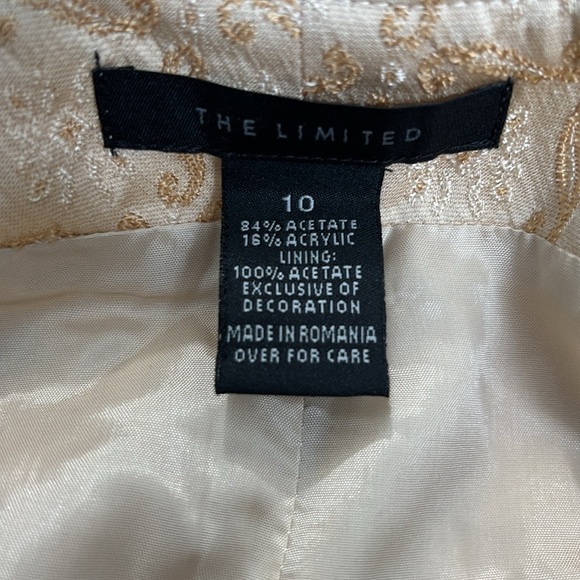 THE LIMITED
10
84% ACETATE
16% ACRYLIC
LINING:
100% ACETATE
EXCLUSIVE OF
DECORATION
MADE IN ROMANIA
OVER FOR CARE